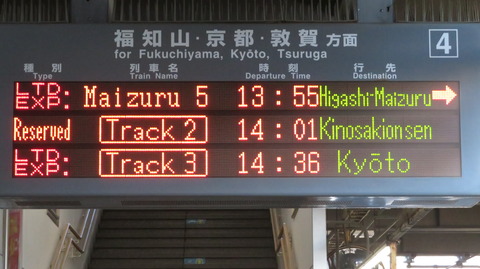 福知山・京都・敦賀 方面
for Fukuchiyama, Kyōto, Tsuruga
4
種別 列車名 時刻 行先
Type Train Name Departure Time Destination
LTD. EXP: Maizuru 5 13:55 Higashi-Maizuru →
Reserved Track 2 14:01 Kinosakionsen
LTD. EXP: Track 3 14:36 Kyōto